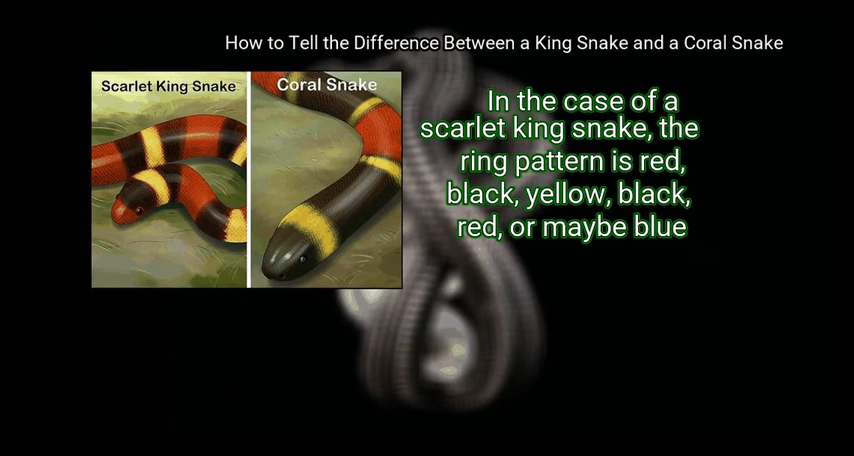 How to Tell the Difference Between a King Snake and a Coral Snake
Scarlet King Snake
Coral Snake
In the case of a
scarlet king snake, the
ring pattern is red,
black, yellow, black,
red, or maybe blue